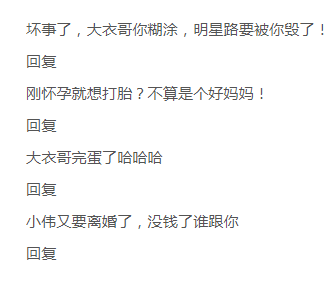 坏事了，大衣哥你糊涂，明星路要被你毁了！
回复
刚怀孕就想打胎？不算是个好妈妈！
回复
大衣哥完蛋了哈哈哈
回复
小伟又要离婚了，没钱了谁跟你
回复